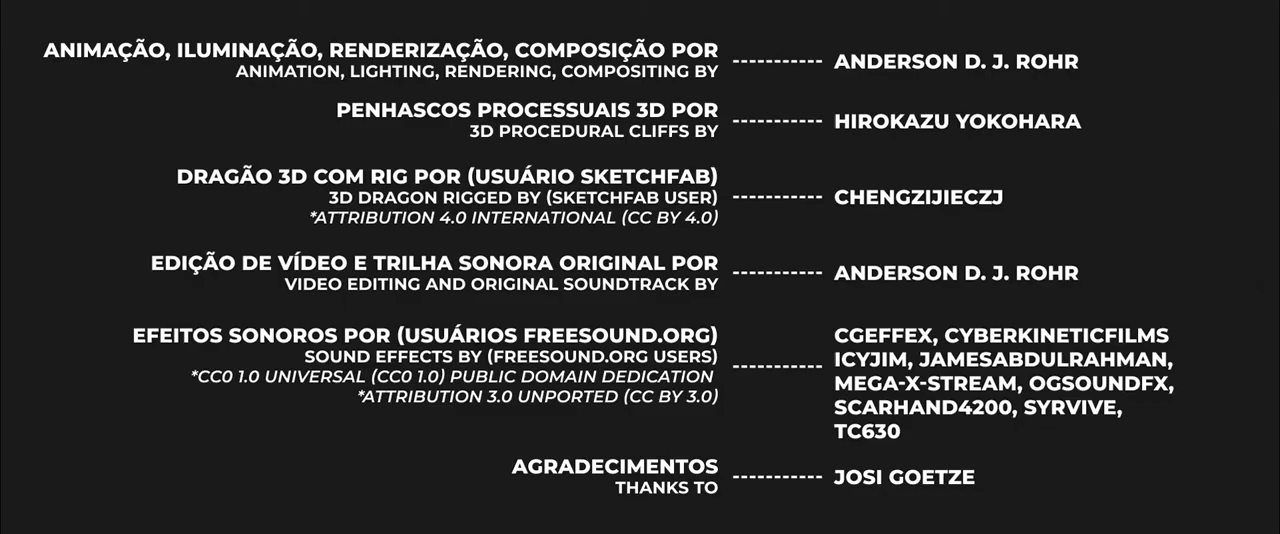 ANIMAÇÃO, ILUMINAÇÃO, RENDERIZAÇÃO, COMPOSIÇÃO POR
ANIMATION, LIGHTING, RENDERING, COMPOSITING BY
----------- ANDERSON D. J. ROHR
PENHASCOS PROCESSUAIS 3D POR
3D PROCEDURAL CLIFFS BY
----------- HIROKAZU YOKOHARA
DRAGÃO 3D COM RIG POR (USUÁRIO SKETCHFAB)
3D DRAGON RIGGED BY (SKETCHFAB USER)
*ATTRIBUTION 4.0 INTERNATIONAL (CC BY 4.0)
----------- CHENGZIJIECZJ
EDIÇÃO DE VÍDEO E TRILHA SONORA ORIGINAL POR
VIDEO EDITING AND ORIGINAL SOUNDTRACK BY
----------- ANDERSON D. J. ROHR
EFEITOS SONOROS POR (USUÁRIOS FREESOUND.ORG)
SOUND EFFECTS BY (FREESOUND.ORG USERS)
*CC0 1.0 UNIVERSAL (CC0 1.0) PUBLIC DOMAIN DEDICATION
*ATTRIBUTION 3.0 UNPORTED (CC BY 3.0)
----------- CGEFFEX, CYBERKINETICFILMS
ICYJIM, JAMESABDULRAHMAN,
MEGA-X-STREAM, OGSOUNDFX,
SCARHAND4200, SYRVIVE,
TC630
AGRADECIMENTOS
THANKS TO
----------- JOSI GOETZE